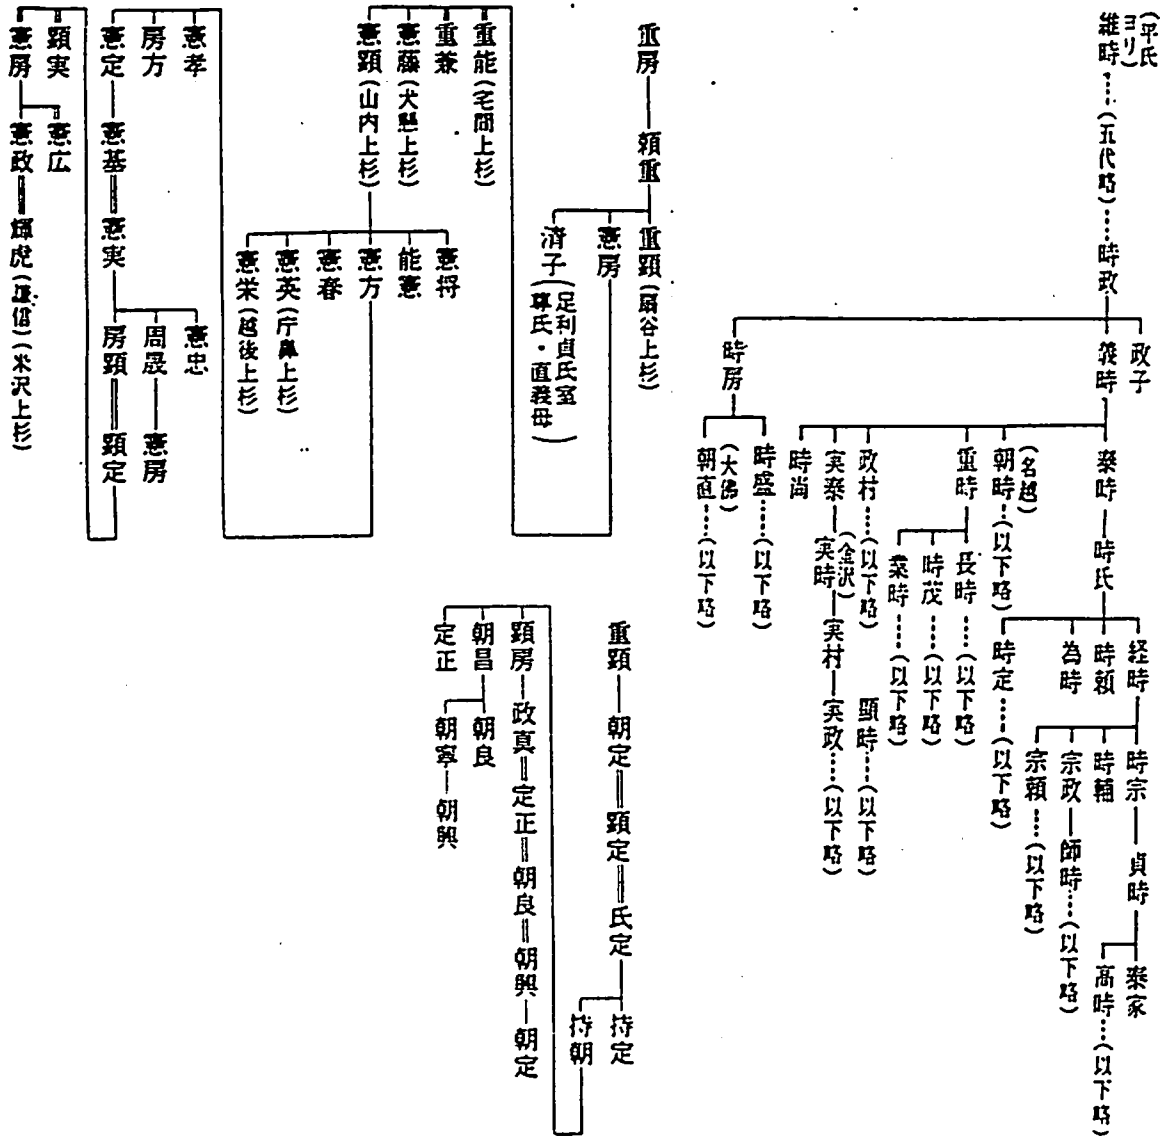 (平氏ヨリ)
維時……(五代略)……時政
政子
義時
時房
泰時―時氏
(名越)
朝時……(以下略)
重時
政村……(以下略)
(金沢)
実泰―実時―実村
時尚
時盛……(以下略)
(大佛)
朝直……(以下略)
長時……(以下略)
時茂……(以下略)
業時……(以下略)
顕時……(以下略)
実政……(以下略)
経時
時頼
為時
時定……(以下略)
時宗―貞時
時輔
宗政―師時……(以下略)
宗頼……(以下略)
泰家
高時……(以下略)
重房―頼重
重顕(扇谷上杉)
憲房
済子(足利貞氏室
尊氏・直義母)
重能(宅間上杉)
重兼
憲藤(犬懸上杉)
憲顕(山内上杉)
憲将
能憲
憲方
憲春
憲英(庁鼻上杉)
憲栄(越後上杉)
憲孝
房方
憲定―憲基=憲実
憲忠
周晟―憲房
房顕=顕定
顕実
憲房
憲広
憲政=輝虎(謙信)(米沢上杉)
重顕―朝定=顕定=氏定
持定
持朝
顕房―政真=定正=朝良=朝興―朝定
朝昌
定正
朝良
朝寧―朝興